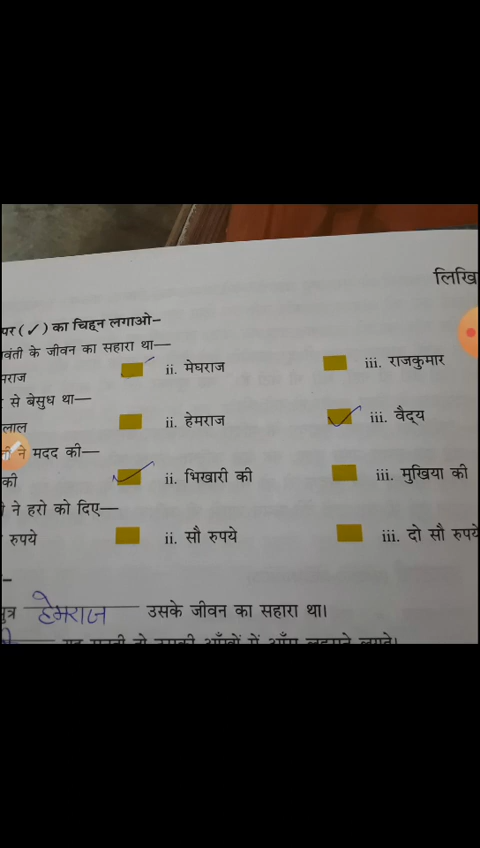 लिखि
पर (✓) का चिह्न लगाओ–
वंती के जीवन का सहारा था—
मराज ii. मेघराज iii. राजकुमार
से बेसुध था—
लाल ii. हेमराज iii. वैद्य
ने मदद की—
की ii. भिखारी की iii. मुखिया की
ने हरो को दिए—
रुपये ii. सौ रुपये iii. दो सौ रुपये
हेमराज उसके जीवन का सहारा था।